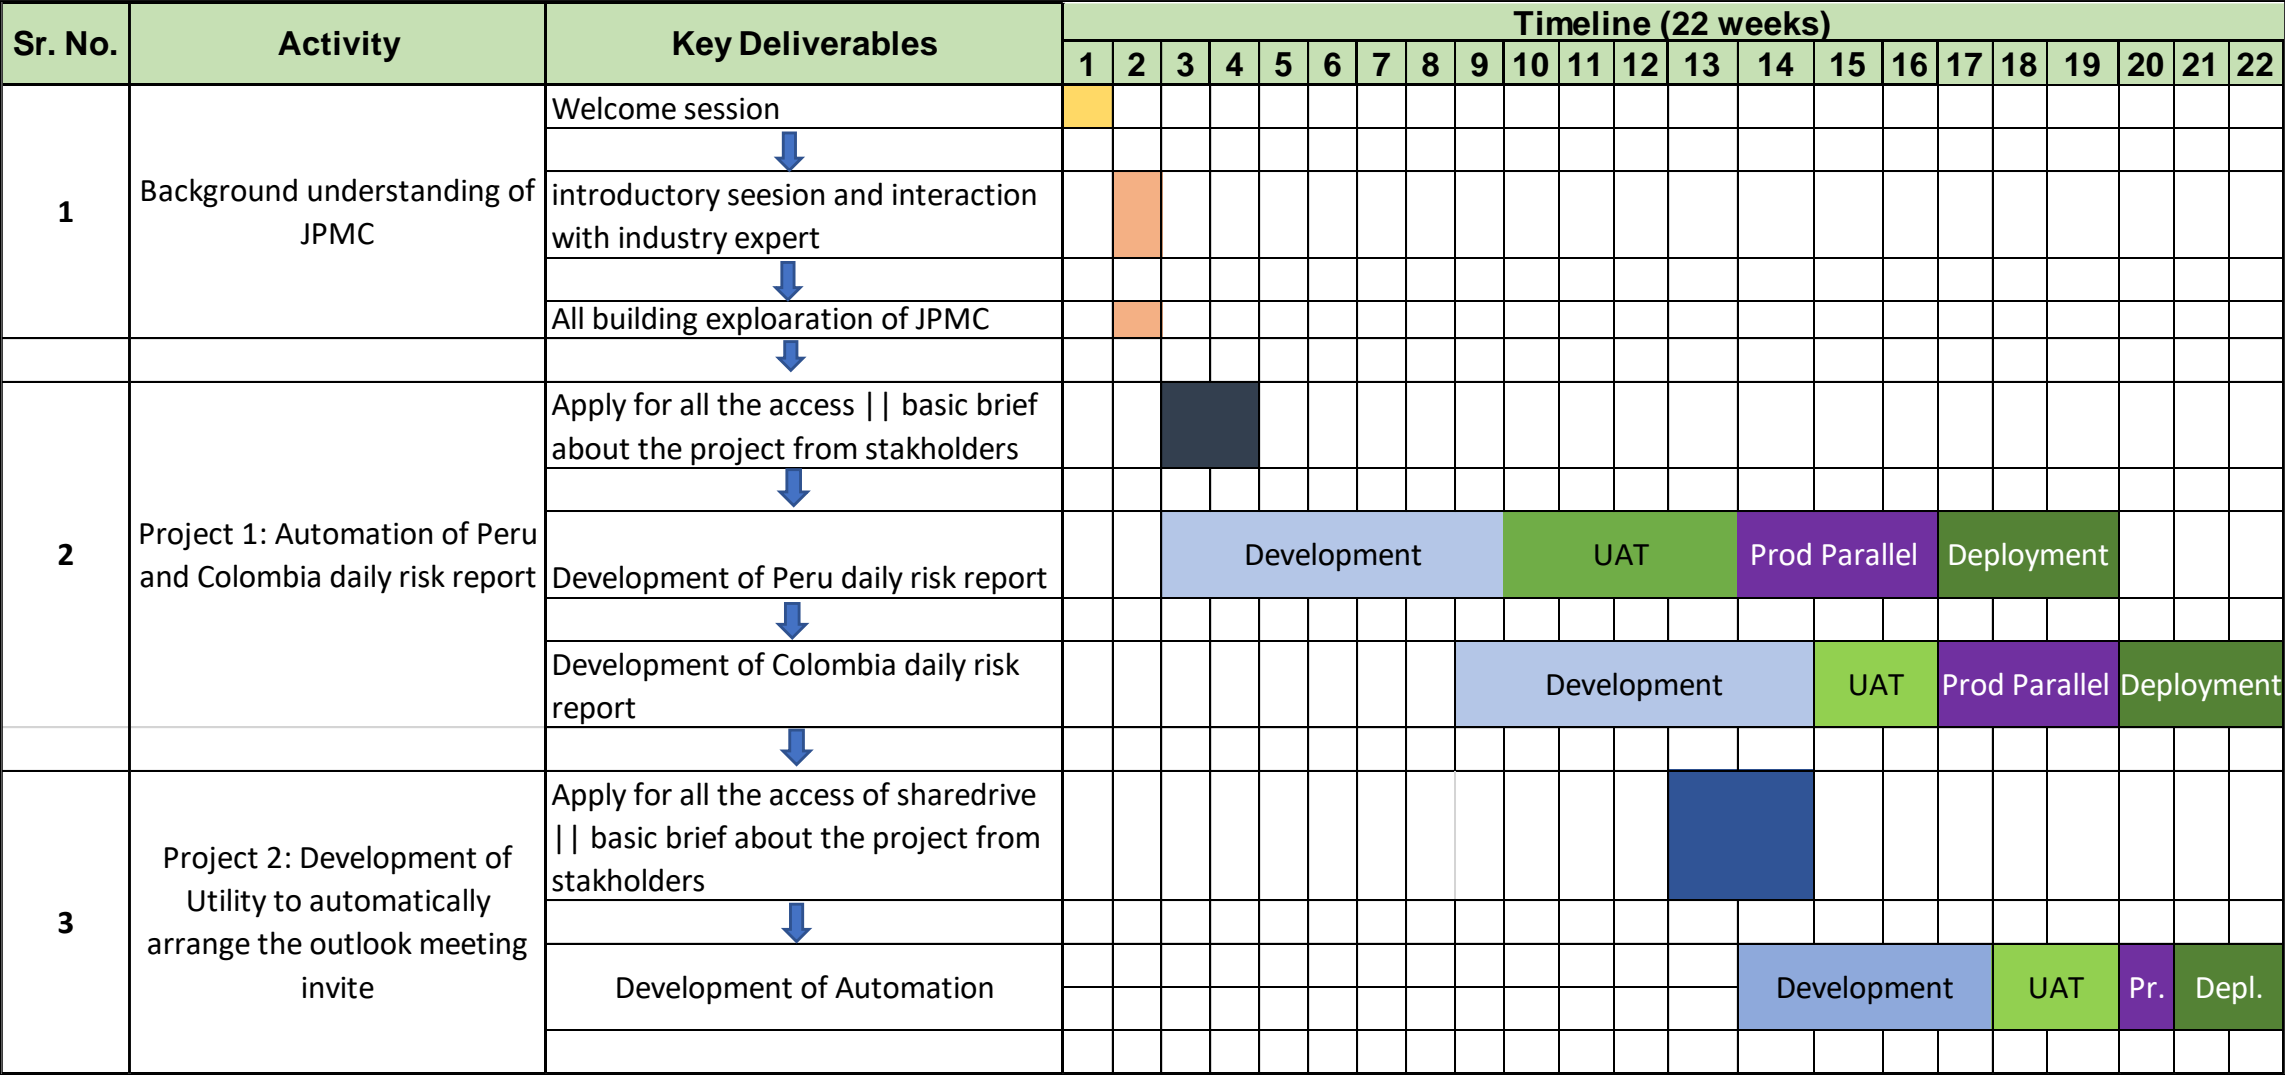 Sr. No.
Activity
Key Deliverables
Timeline (22 weeks)
1 2 3 4 5 6 7 8 9 10 11 12 13 14 15 16 17 18 19 20 21 22
1
Background understanding of
JPMC
Welcome session
introductory seesion and interaction
with industry expert
All building exploaration of JPMC
2
Project 1: Automation of Peru
and Colombia daily risk report
Apply for all the access || basic brief
about the project from stakholders
Development of Peru daily risk report
Development
UAT
Prod Parallel
Deployment
Development of Colombia daily risk
report
Development
UAT
Prod Parallel
Deployment
3
Project 2: Development of
Utility to automatically
arrange the outlook meeting
invite
Apply for all the access of sharedrive
|| basic brief about the project from
stakholders
Development of Automation
Development
UAT
Pr.
Depl.